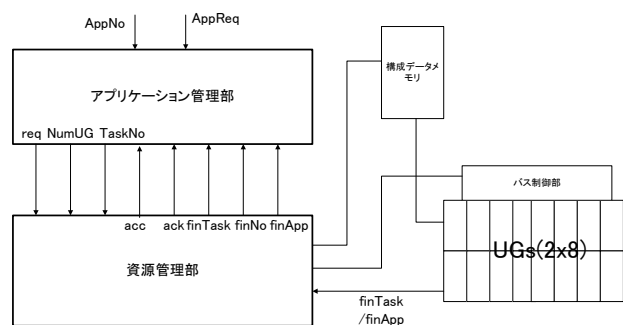 AppNo
AppReq
アプリケーション管理部
req NumUG TaskNo
構成データメ
モリ
バス制御部
UGs(2x8)
acc ack finTask finNo finApp
資源管理部
finTask
/finApp